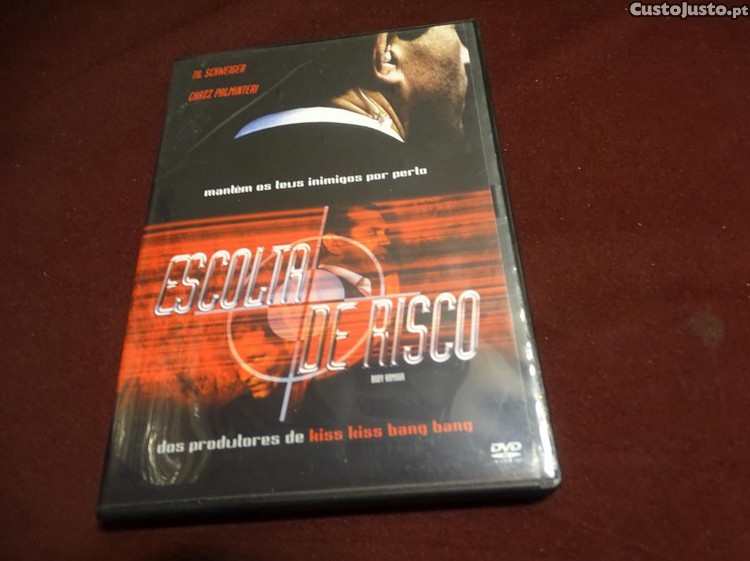 CustoJusto.pt
TIL SCHWEIGER
CHAZZ PALMINTERI
mantém os teus inimigos por perto
ESCOLTA
DE RISCO
BODY ARMOUR
dos produtores de kiss kiss bang bang
DVD
VIDEO